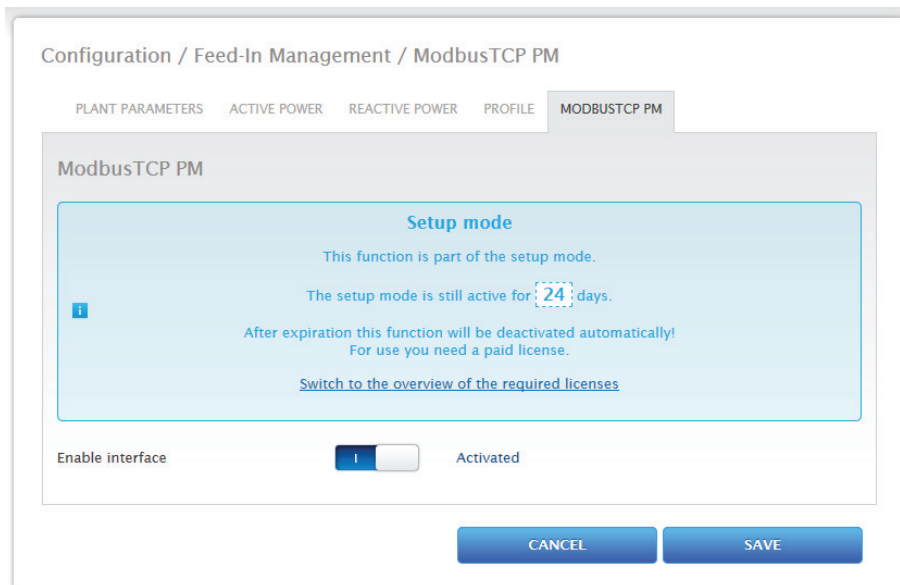 Configuration / Feed-In Management / ModbusTCP PM
PLANT PARAMETERS ACTIVE POWER REACTIVE POWER PROFILE MODBUSTCP PM
ModbusTCP PM
Setup mode
This function is part of the setup mode.
The setup mode is still active for 24 days.
i
After expiration this function will be deactivated automatically!
For use you need a paid license.
Switch to the overview of the required licenses
Enable interface I Activated
CANCEL SAVE